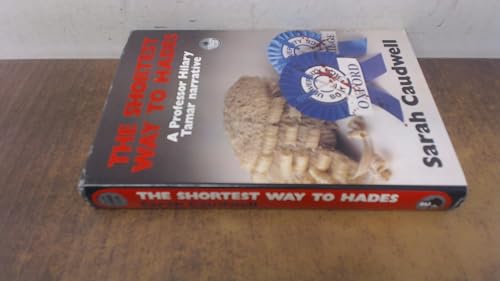 THE SHORTEST
WAY TO HADES
A Professor Hilary
Tamar narrative
OXFORD
Sarah Caudwell
THE SHORTEST WAY TO HADES